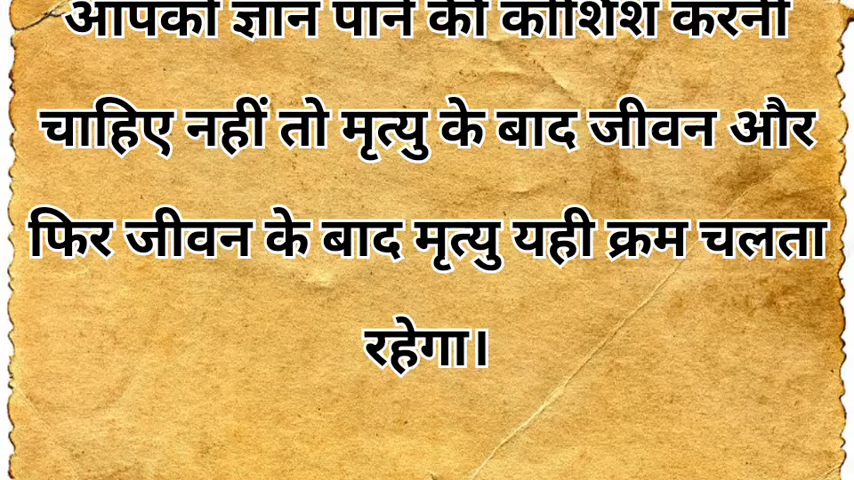 आपको ज्ञान पाने की कोशिश करनी
चाहिए नहीं तो मृत्यु के बाद जीवन और
फिर जीवन के बाद मृत्यु यही क्रम चलता
रहेगा।